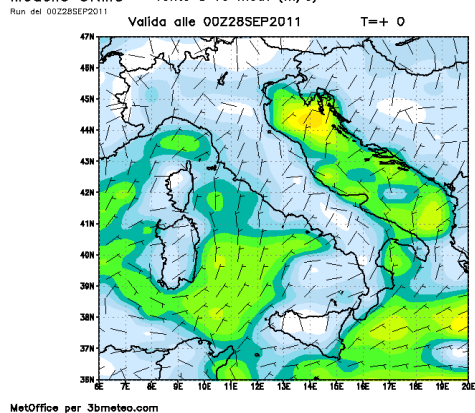 Run del 00Z28SEP2011
Valida alle 00Z28SEP2011 T=+ 0
47N
46N
45N
44N
43N
42N
41N
40N
39N
38N
37N
36N
6E 7E 8E 9E 10E 11E 12E 13E 14E 15E 16E 17E 18E 19E 20E
MetOffice per 3bmeteo.com